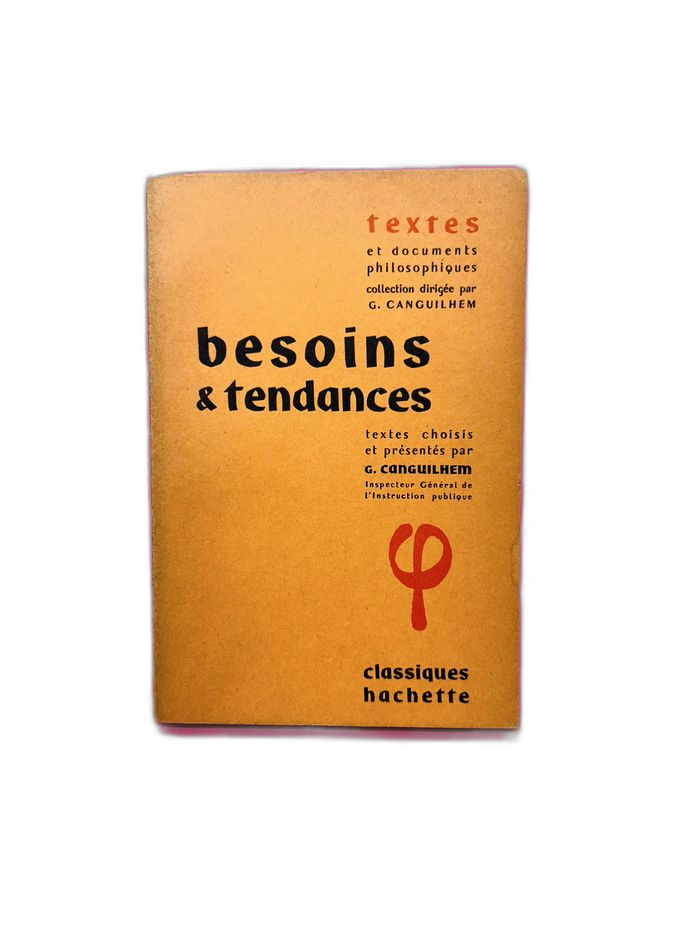 textes
et documents
philosophiques
collection dirigée par
G. CANGUILHEM
besoins
& tendances
textes choisis
et présentés par
G. CANGUILHEM
Inspecteur Général de
l'Instruction publique
φ
classiques
hachette